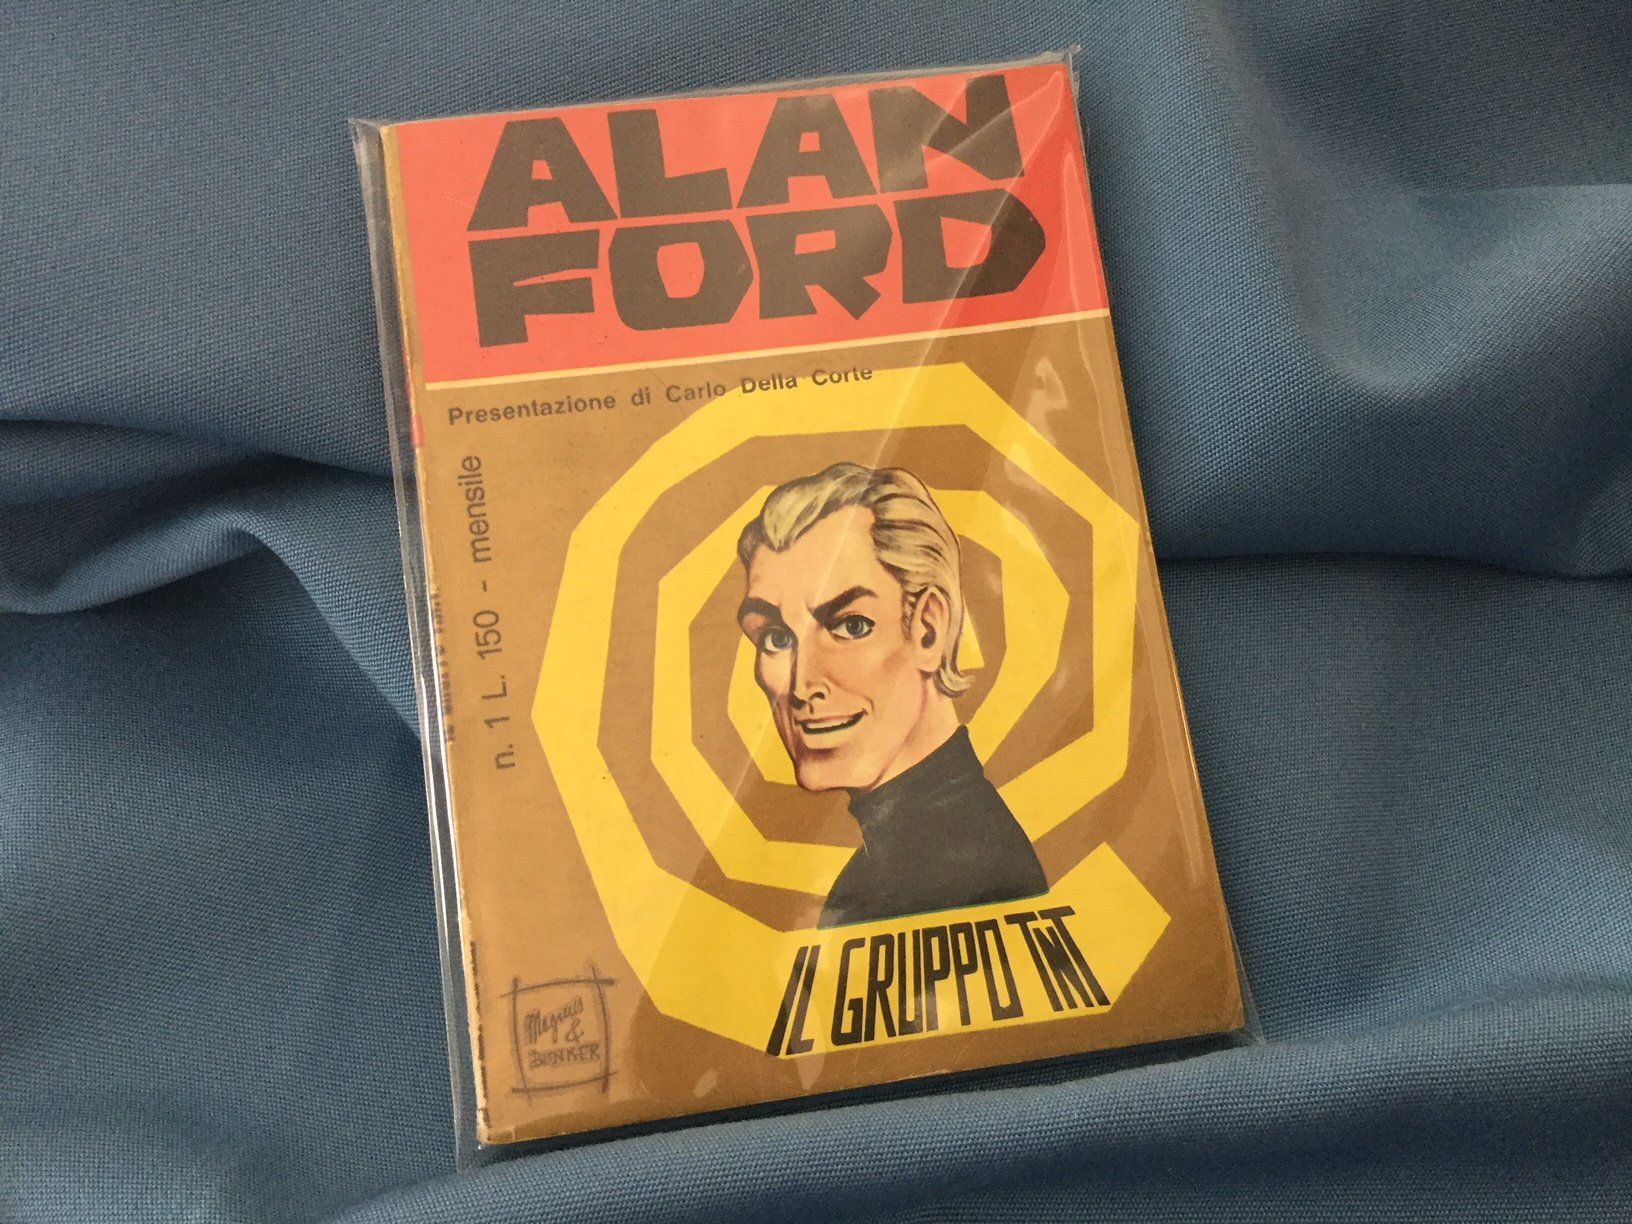 ALAN
FORD
Presentazione di Carlo Della Corte
n. 1 L. 150 - mensile
IL GRUPPO TNT
Magnus
&
BUNKER